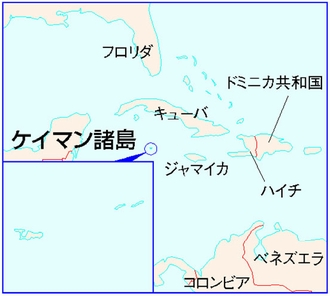 フロリダ
ドミニカ共和国
キューバ
ケイマン諸島
ジャマイカ
ハイチ
ベネズエラ
コロンビア